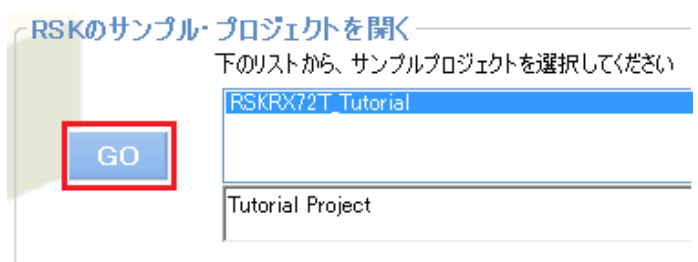 RSKのサンプル・プロジェクトを開く
下のリストから、サンプルプロジェクトを選択してください
RSKRX72T_Tutorial
GO
Tutorial Project